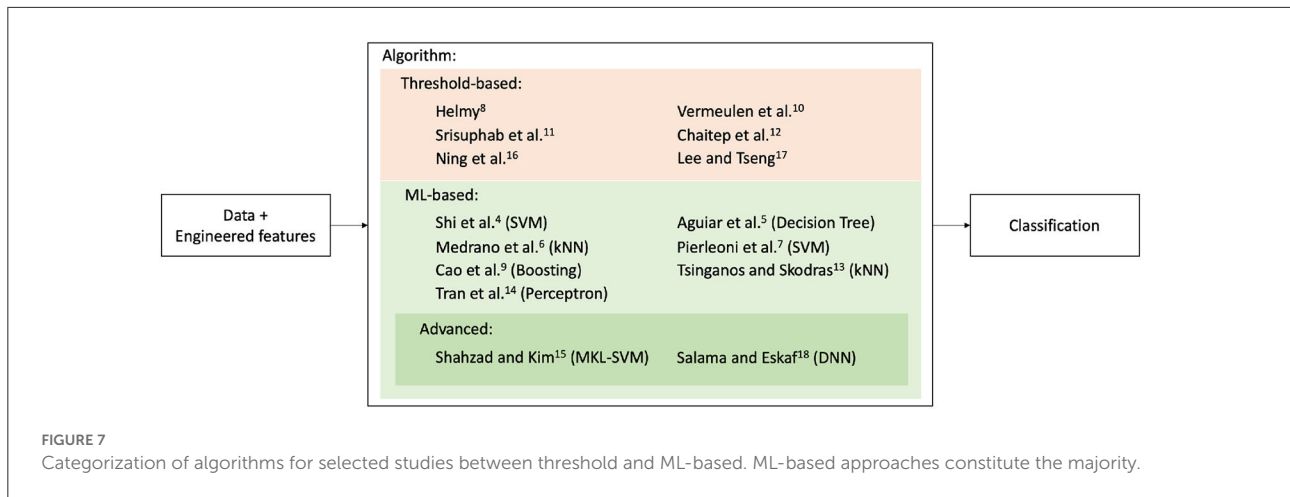 Algorithm:
Threshold-based:
Helmy⁸ Vermeulen et al.¹⁰
Srisuphab et al.¹¹ Chaitep et al.¹²
Ning et al.¹⁶ Lee and Tseng¹⁷
ML-based:
Shi et al.⁴ (SVM) Aguiar et al.⁵ (Decision Tree)
Medrano et al.⁶ (kNN) Pierleoni et al.⁷ (SVM)
Cao et al.⁹ (Boosting) Tsinganos and Skodras¹³ (kNN)
Tran et al.¹⁴ (Perceptron)
Advanced:
Shahzad and Kim¹⁵ (MKL-SVM) Salama and Eskaf¹⁸ (DNN)
Data +
Engineered features
Classification
FIGURE 7
Categorization of algorithms for selected studies between threshold and ML-based. ML-based approaches constitute the majority.